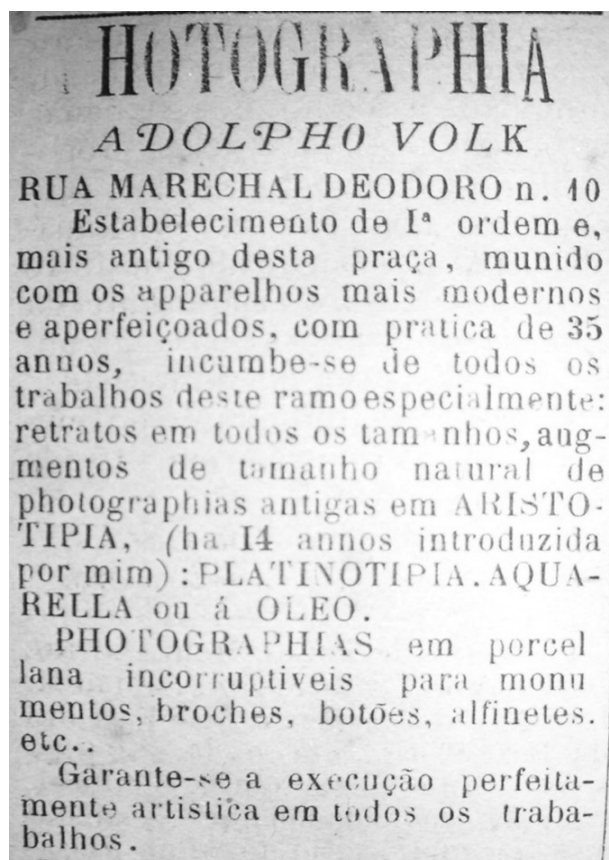 PHOTOGRAPHIA
ADOLPHO VOLK
RUA MARECHAL DEODORO n. 10
Estabelecimento de Iª ordem e,
mais antigo desta praça, munido
com os apparelhos mais modernos
e aperfeiçoados, com pratica de 35
annos, incumbe-se de todos os
trabalhos deste ramo especialmente:
retratos em todos os tamanhos, aug-
mentos de tamanho natural de
photographias antigas em ARISTO-
TIPIA, (ha 14 annos introduzida
por mim) : PLATINOTIPIA. AQUA-
RELLA ou á OLEO.
PHOTOGRAPHIAS em porcel
lana incorruptiveis para monu
mentos, broches, botões, alfinetes.
etc..
Garante-se a execução perfeita-
mente artistica em todos os traba-
balhos.